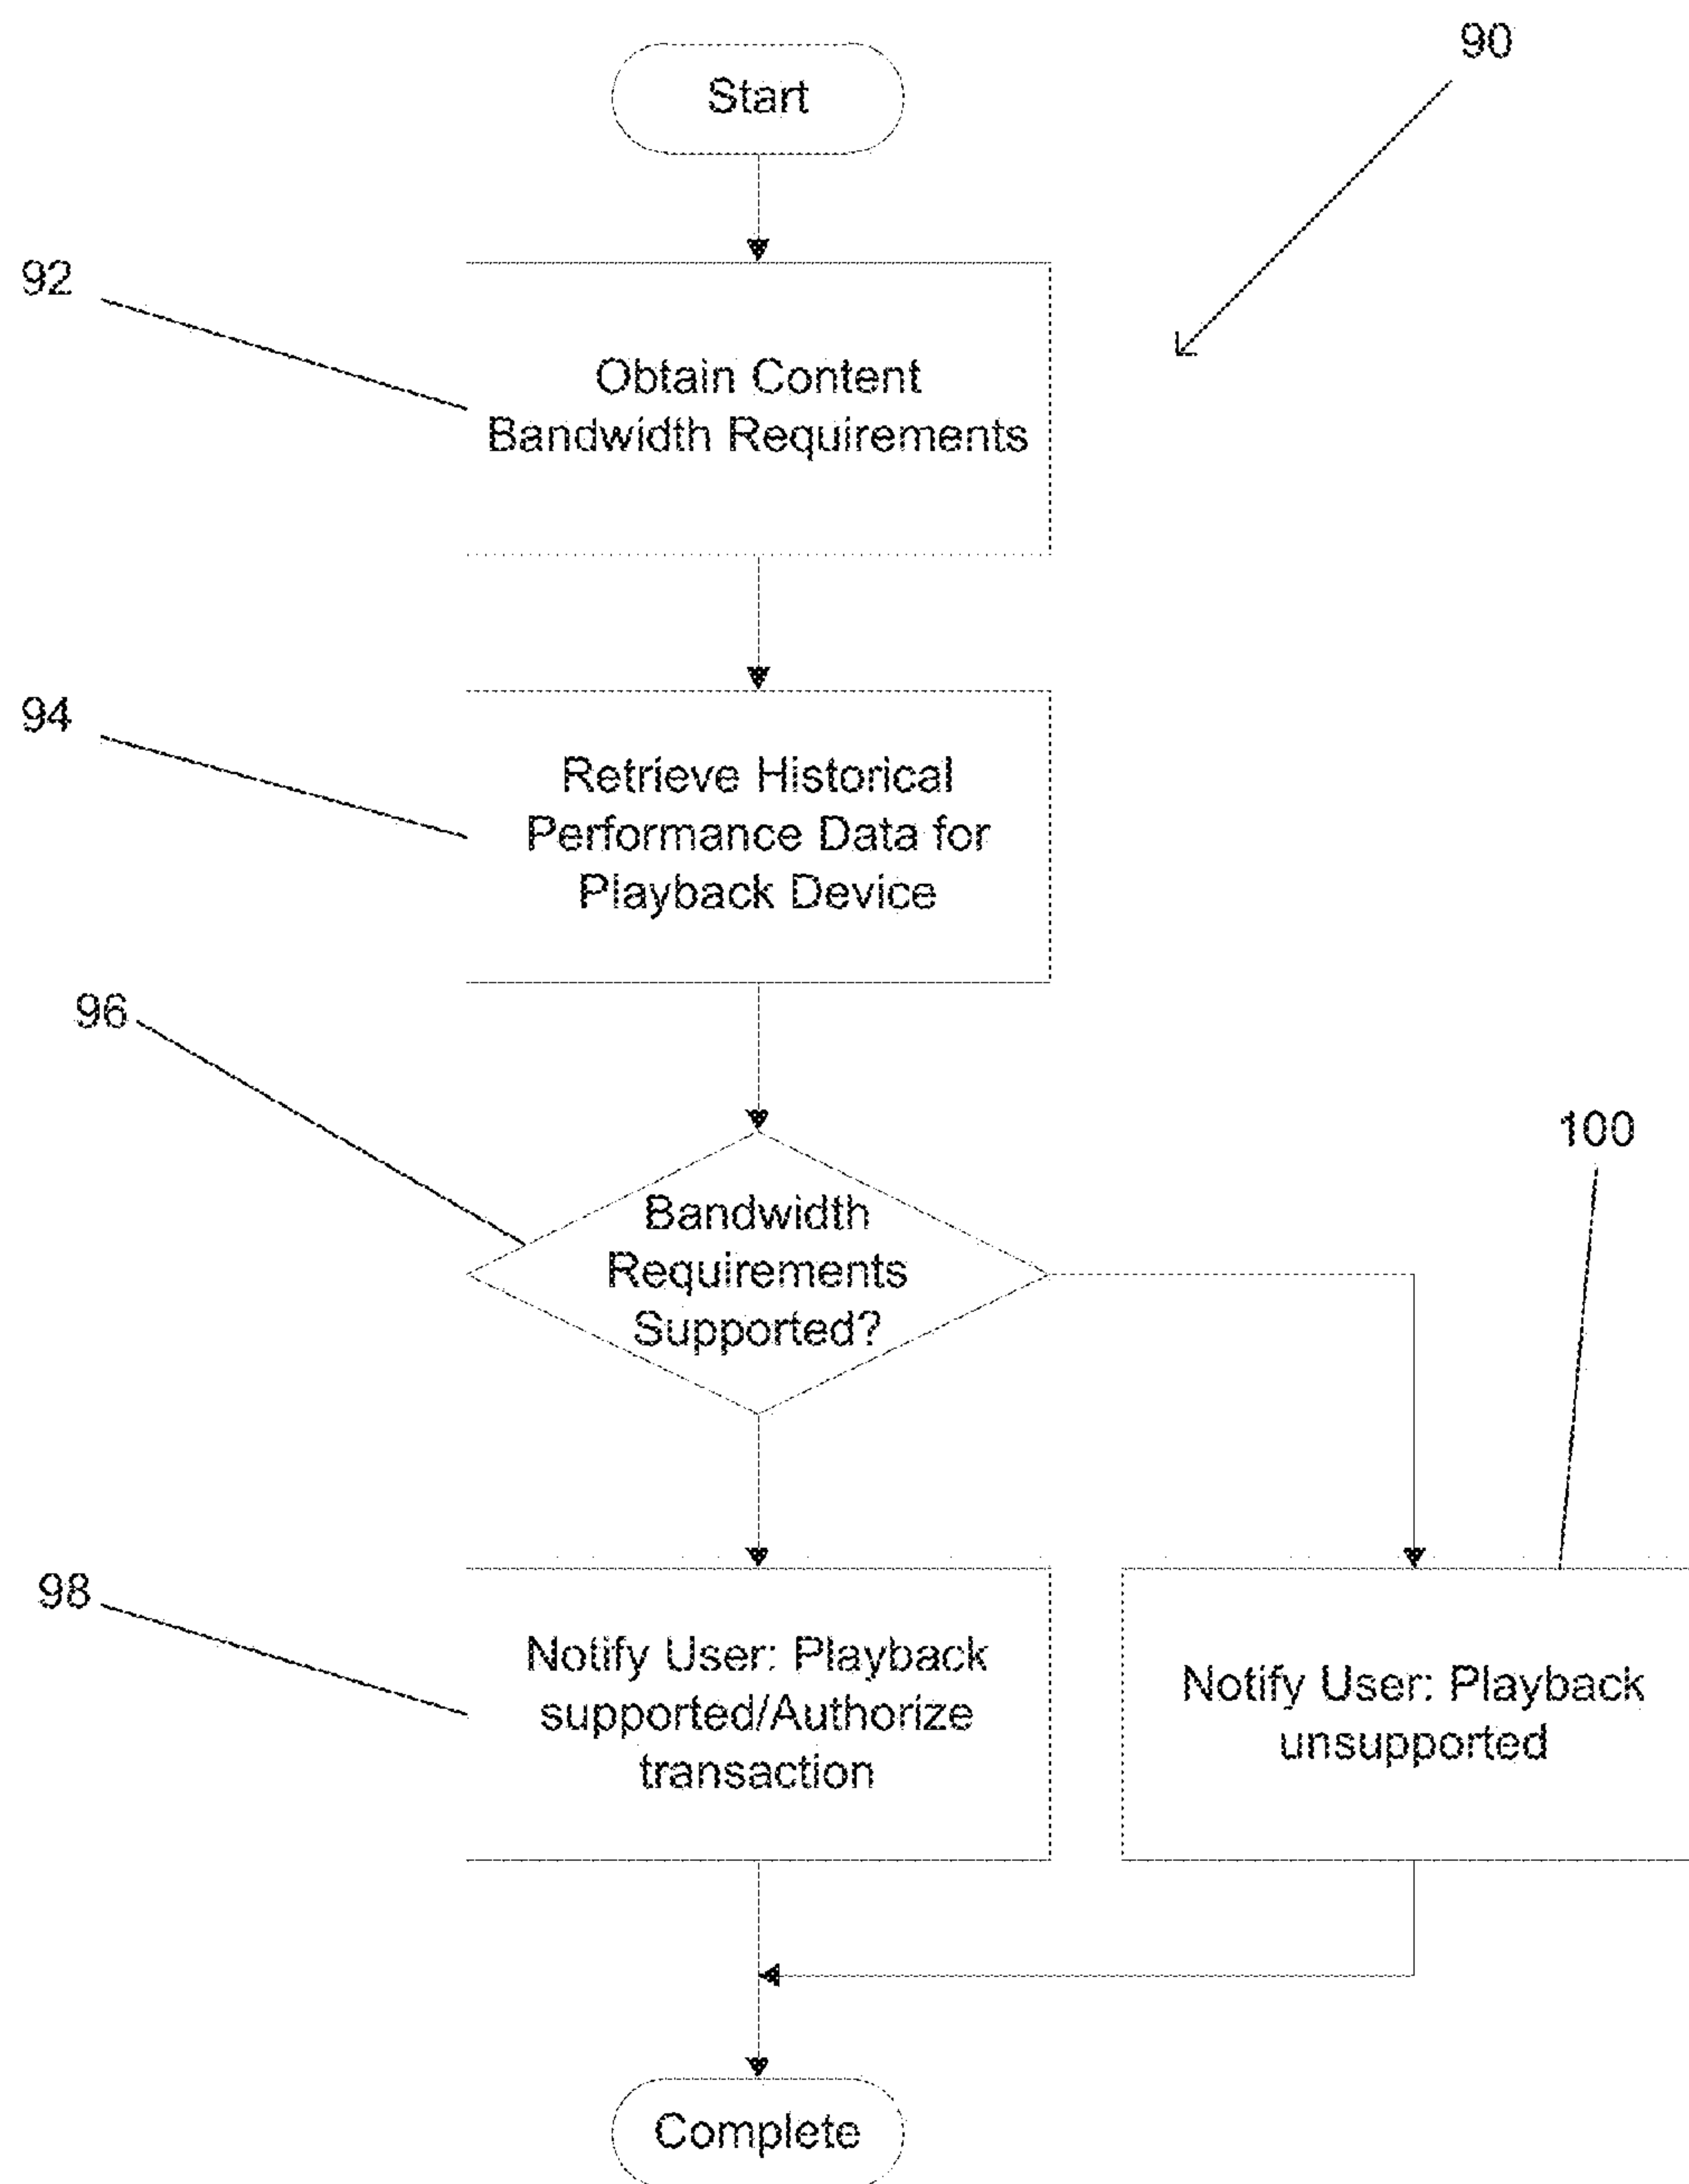 90
Start
92
Obtain Content
Bandwidth Requirements
94
Retrieve Historical
Performance Data for
Playback Device
96
Bandwidth
Requirements
Supported?
100
98
Notify User: Playback
supported/Authorize
transaction
Notify User: Playback
unsupported
Complete